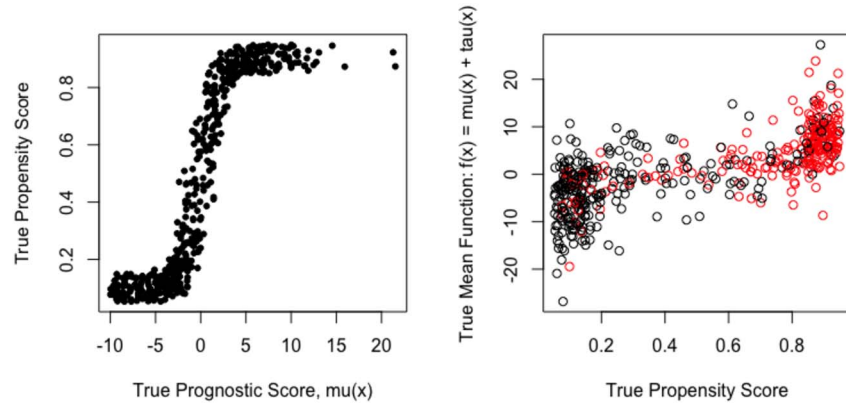 True Propensity Score
0.8
0.6
0.4
0.2
-10 -5 0 5 10 15 20
True Prognostic Score, mu(x)
True Mean Function: f(x) = mu(x) + tau(x)
20
10
0
-10
-20
0.2 0.4 0.6 0.8
True Propensity Score